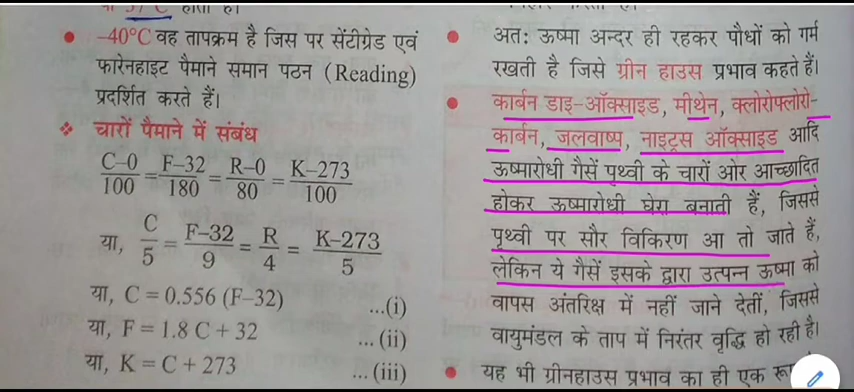 या 37°C होता है।
• –40°C वह तापक्रम है जिस पर सेंटीग्रेड एवं
फारेनहाइट पैमाने समान पठन (Reading)
प्रदर्शित करते हैं।
❖ चारों पैमाने में संबंध
C–0/100 = F–32/180 = R–0/80 = K–273/100
या, C/5 = F–32/9 = R/4 = K–273/5
या, C = 0.556 (F–32) ...(i)
या, F = 1.8 C + 32 ... (ii)
या, K = C + 273 ... (iii)
• अतः ऊष्मा अन्दर ही रहकर पौधों को गर्म
रखती है जिसे ग्रीन हाउस प्रभाव कहते हैं।
• कार्बन डाइ-ऑक्साइड, मीथेन, क्लोरोफ्लोरो-
कार्बन, जलवाष्प, नाइट्रस ऑक्साइड आदि
ऊष्मारोधी गैसें पृथ्वी के चारों ओर आच्छादित
होकर ऊष्मारोधी घेरा बनाती हैं, जिससे
पृथ्वी पर सौर विकिरण आ तो जाते हैं,
लेकिन ये गैसें इसके द्वारा उत्पन्न ऊष्मा को
वापस अंतरिक्ष में नहीं जाने देतीं, जिससे
वायुमंडल के ताप में निरंतर वृद्धि हो रही है।
• यह भी ग्रीनहाउस प्रभाव का ही एक